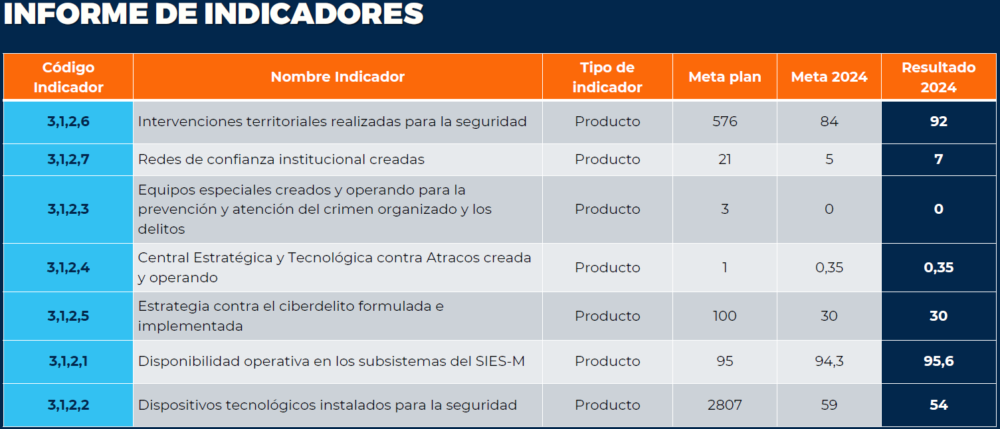 INFORME DE INDICADORES
Código
Indicador
Nombre Indicador
Tipo de
indicador
Meta plan
Meta 2024
Resultado
2024
3,1,2,6
Intervenciones territoriales realizadas para la seguridad
Producto
576
84
92
3,1,2,7
Redes de confianza institucional creadas
Producto
21
5
7
3,1,2,3
Equipos especiales creados y operando para la
prevención y atención del crimen organizado y los
delitos
Producto
3
0
0
3,1,2,4
Central Estratégica y Tecnológica contra Atracos creada
y operando
Producto
1
0,35
0,35
3,1,2,5
Estrategia contra el ciberdelito formulada e
implementada
Producto
100
30
30
3,1,2,1
Disponibilidad operativa en los subsistemas del SIES-M
Producto
95
94,3
95,6
3,1,2,2
Dispositivos tecnológicos instalados para la seguridad
Producto
2807
59
54